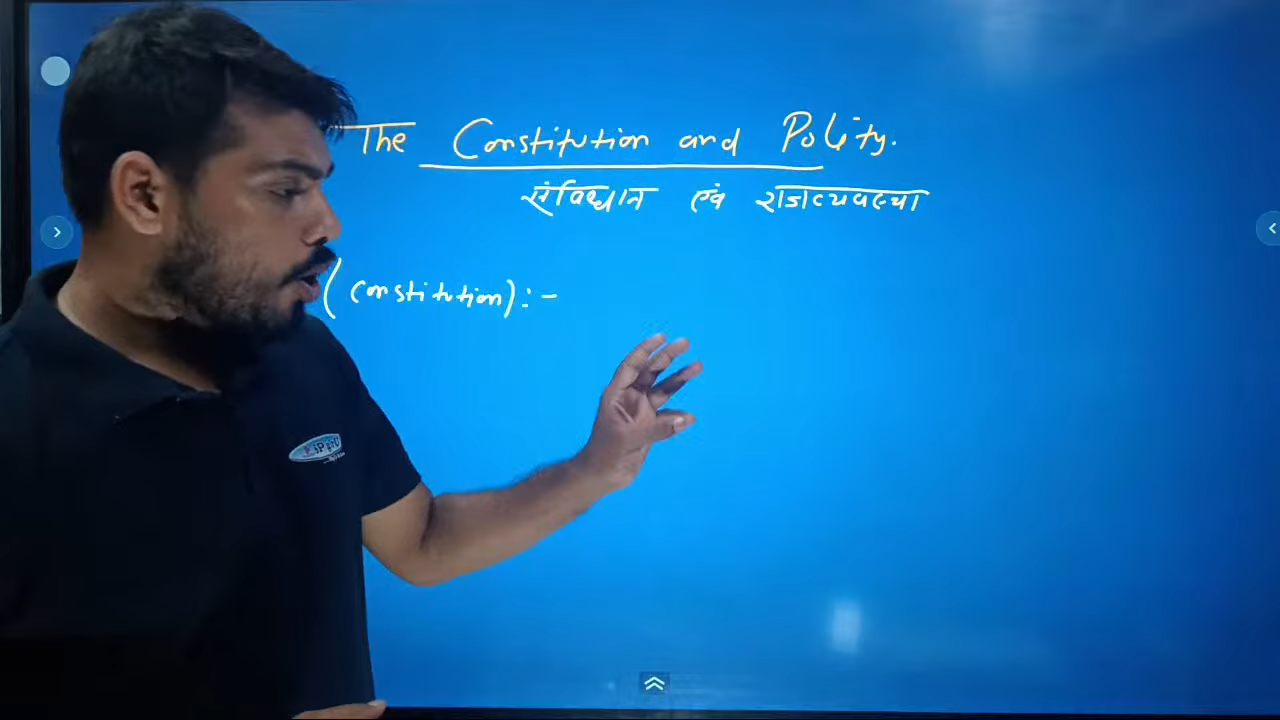 The Constitution and Polity.
संविधान एवं राजव्यवस्था
(constitution):-